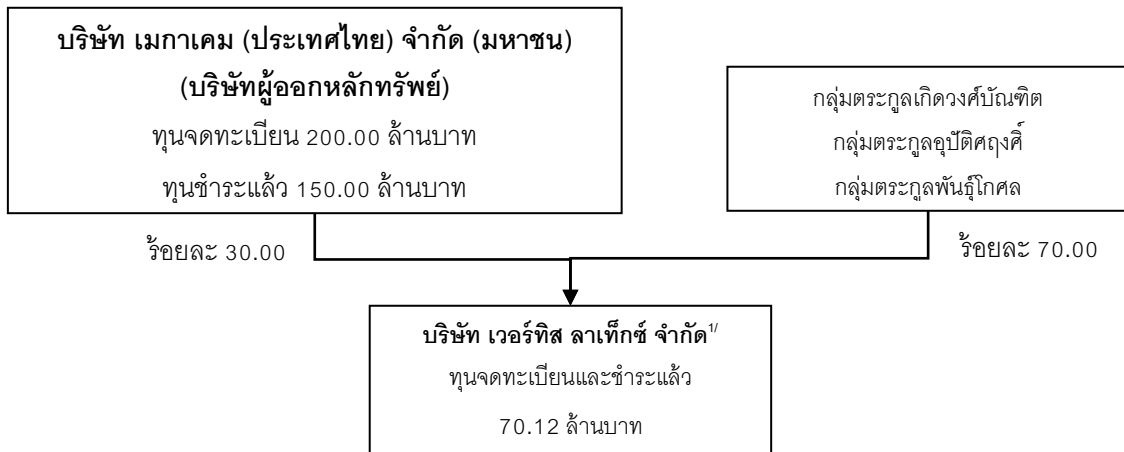 บริษัท เมกาเคม (ประเทศไทย) จำกัด (มหาชน)
(บริษัทผู้ออกหลักทรัพย์)
ทุนจดทะเบียน 200.00 ล้านบาท
ทุนชำระแล้ว 150.00 ล้านบาท
กลุ่มตระกูลเกิดวงศ์บัณฑิต
กลุ่มตระกูลอุปัติศฤงศิ์
กลุ่มตระกูลพันธุ์โกศล
ร้อยละ 30.00
ร้อยละ 70.00
บริษัท เวอร์ทิส ลาเท็กซ์ จำกัด1/
ทุนจดทะเบียนและชำระแล้ว
70.12 ล้านบาท